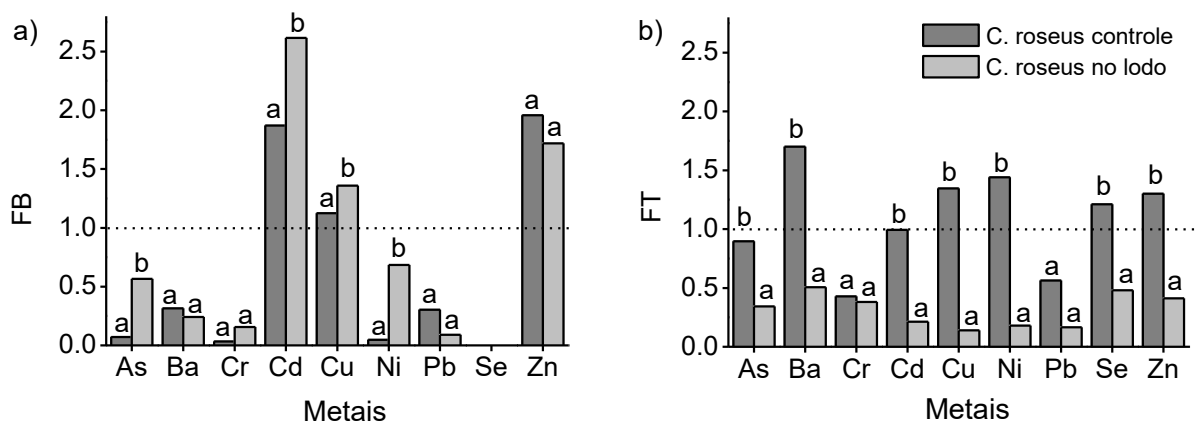 a)
b
2.5
a
2.0
a
a
b
1.5
a
FB
1.0
b
b
0.5
a
a
a
a
a
a
a
a
0.0
As Ba Cr Cd Cu Ni Pb Se Zn
Metais
b)
C. roseus controle
C. roseus no lodo
2.5
2.0
b
b
b
b
b
1.5
FT
b
b
1.0
a
a
a
a
a
0.5
a
a
a
a
a
a
0.0
As Ba Cr Cd Cu Ni Pb Se Zn
Metais